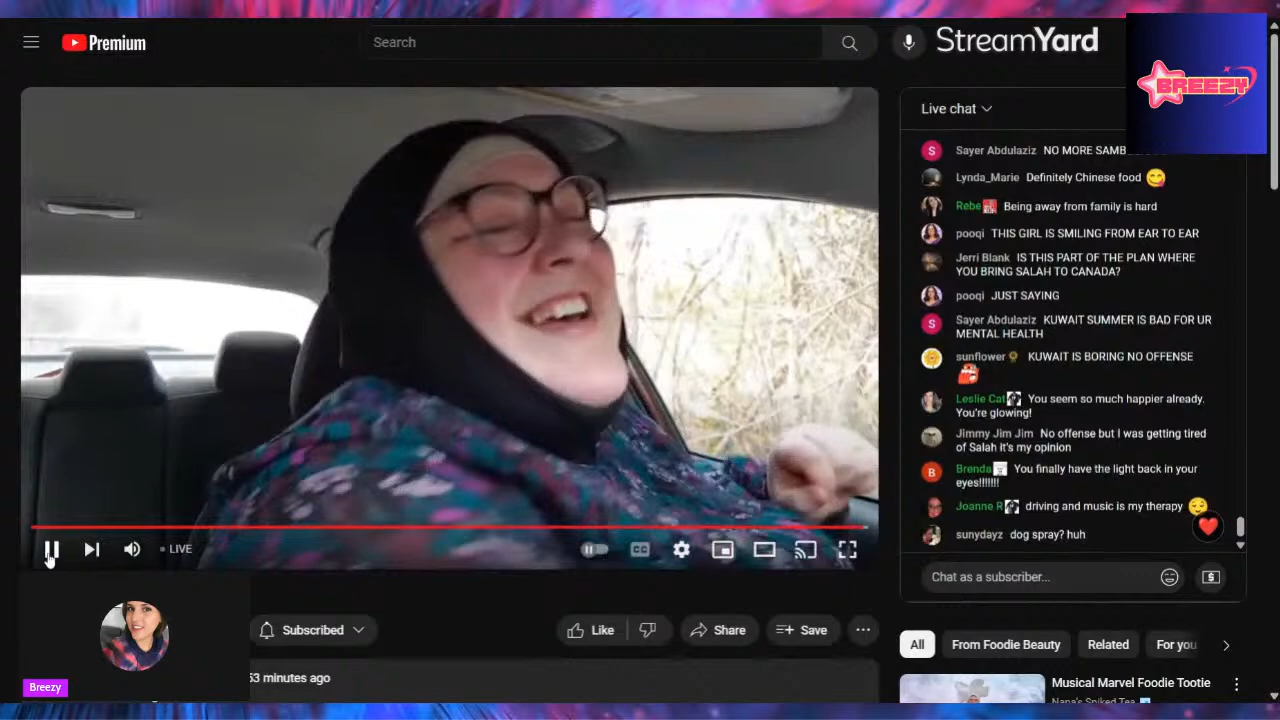 Premium
Search
StreamYard
BREEZY
Live chat
Sayer Abdulaziz NO MORE SAMB
Lynda_Marie Definitely Chinese food 😋
Rebe Being away from family is hard
pooqi THIS GIRL IS SMILING FROM EAR TO EAR
Jerri Blank IS THIS PART OF THE PLAN WHERE
YOU BRING SALAH TO CANADA?
pooqi JUST SAYING
Sayer Abdulaziz KUWAIT SUMMER IS BAD FOR UR
MENTAL HEALTH
sunflower🌻 KUWAIT IS BORING NO OFFENSE
Leslie Cat You seem so much happier already.
You're glowing!
Jimmy Jim Jim No offense but I was getting tired
of Salah it's my opinion
Brenda You finally have the light back in your
eyes!!!!!!!
Joanne R driving and music is my therapy 😌
sunydayz dog spray? huh
Chat as a subscriber...
LIVE
CC
Subscribed
Like
Share
Save
53 minutes ago
Breezy
All
From Foodie Beauty
Related
For you
Musical Marvel Foodie Tootie
Nana's Spiked Tea